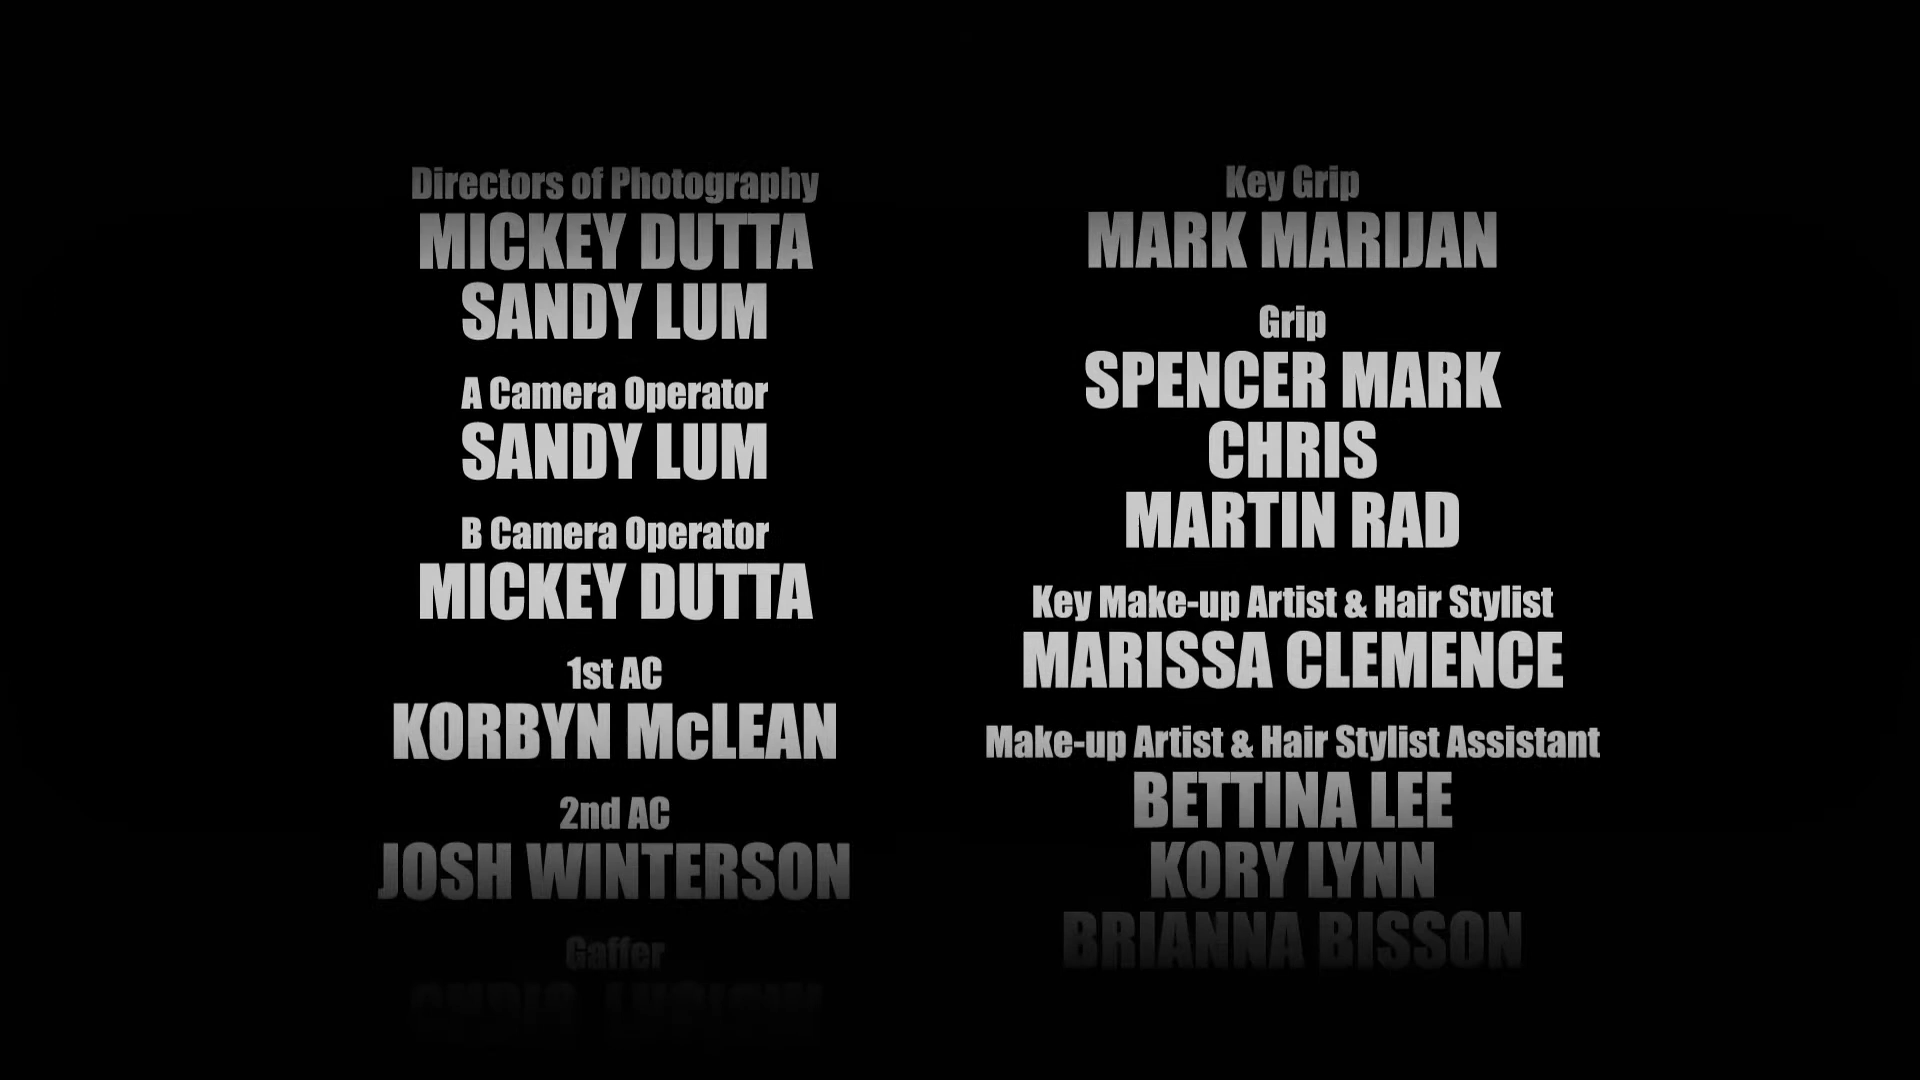 Directors of Photography
MICKEY DUTTA
SANDY LUM
A Camera Operator
SANDY LUM
B Camera Operator
MICKEY DUTTA
1st AC
KORBYN McLEAN
2nd AC
JOSH WINTERSON
Gaffer
Key Grip
MARK MARIJAN
Grip
SPENCER MARK
CHRIS
MARTIN RAD
Key Make-up Artist & Hair Stylist
MARISSA CLEMENCE
Make-up Artist & Hair Stylist Assistant
BETTINA LEE
KORY LYNN
BRIANNA BISSON